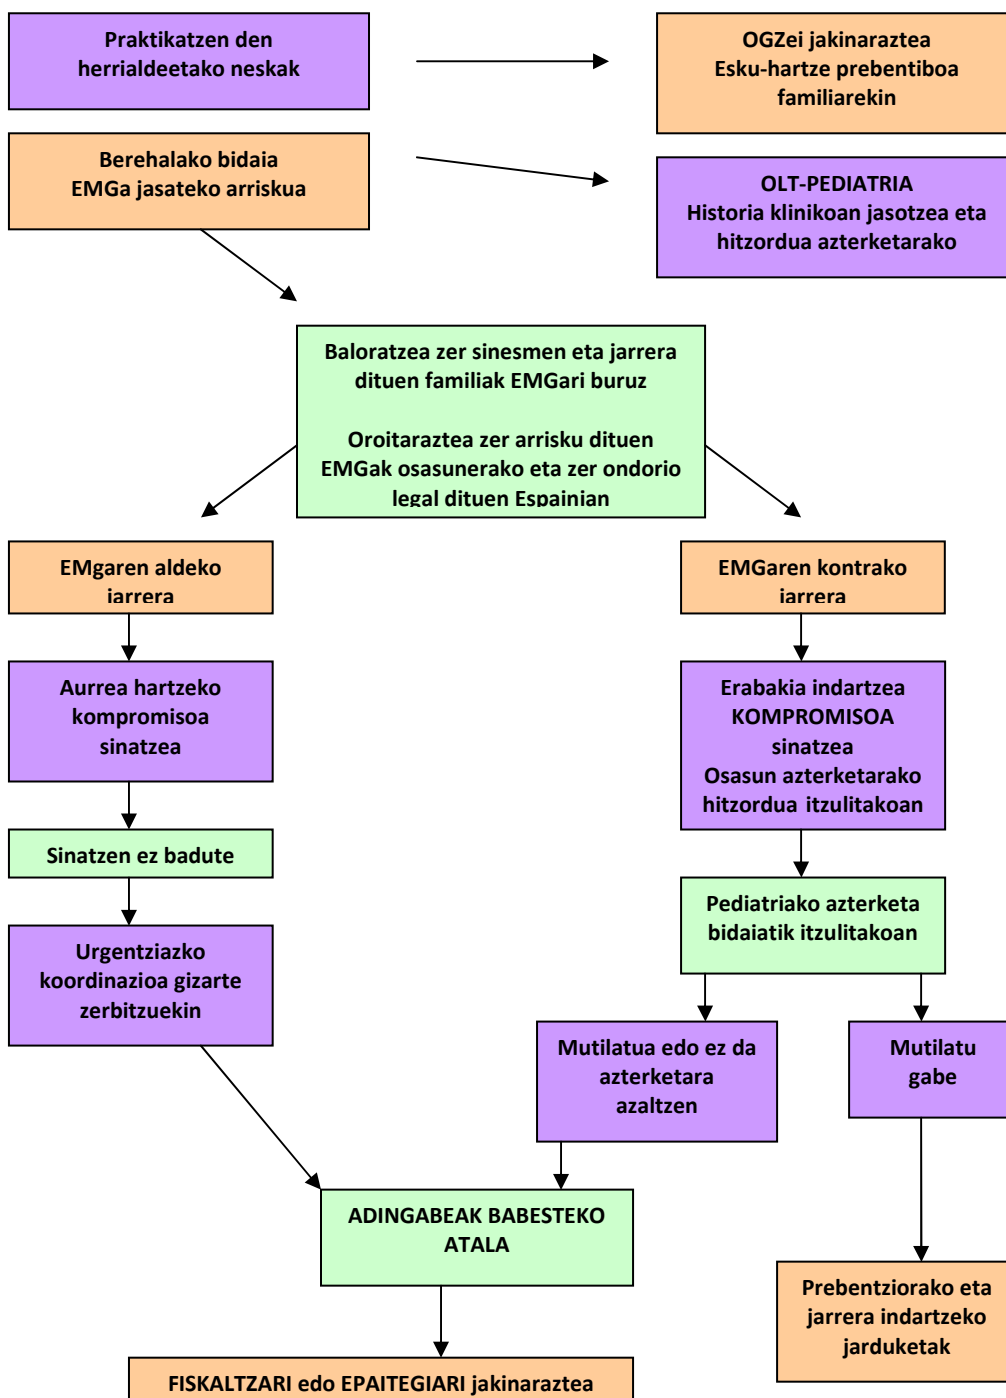 Praktikatzen den
herrialdeetako neskak
OGZei jakinaraztea
Esku-hartze prebentiboa
familiarekin
Berehalako bidaia
EMGa jasateko arriskua
OLT-PEDIATRIA
Historia klinikoan jasotzea eta
hitzordua azterketarako
Baloratzea zer sinesmen eta jarrera
dituen familiak EMGari buruz
Oroitaraztea zer arrisku dituen
EMGak osasunerako eta zer ondorio
legal dituen Espainian
EMgaren aldeko
jarrera
EMGaren kontrako
jarrera
Aurrea hartzeko
kompromisoa
sinatzea
Erabakia indartzea
KOMPROMISOA
sinatzea
Osasun azterketarako
hitzordua itzulitakoan
Sinatzen ez badute
Pediatriako azterketa
bidaiatik itzulitakoan
Urgentziazko
koordinazioa gizarte
zerbitzuekin
Mutilatua edo ez da
azterketara
azaltzen
Mutilatu
gabe
ADINGABEAK BABESTEKO
ATALA
Prebentziorako eta
jarrera indartzeko
jarduketak
FISKALTZARI edo EPAITEGIARI jakinaraztea